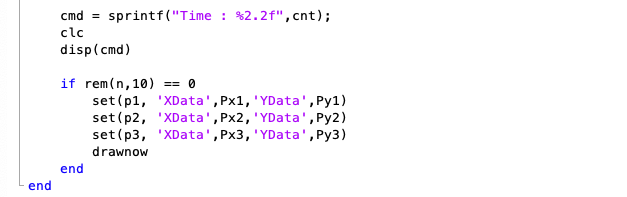 cmd = sprintf("Time : %2.2f",cnt);
clc
disp(cmd)
if rem(n,10) == 0
set(p1, 'XData',Px1,'YData',Py1)
set(p2, 'XData',Px2,'YData',Py2)
set(p3, 'XData',Px3,'YData',Py3)
drawnow
end
end